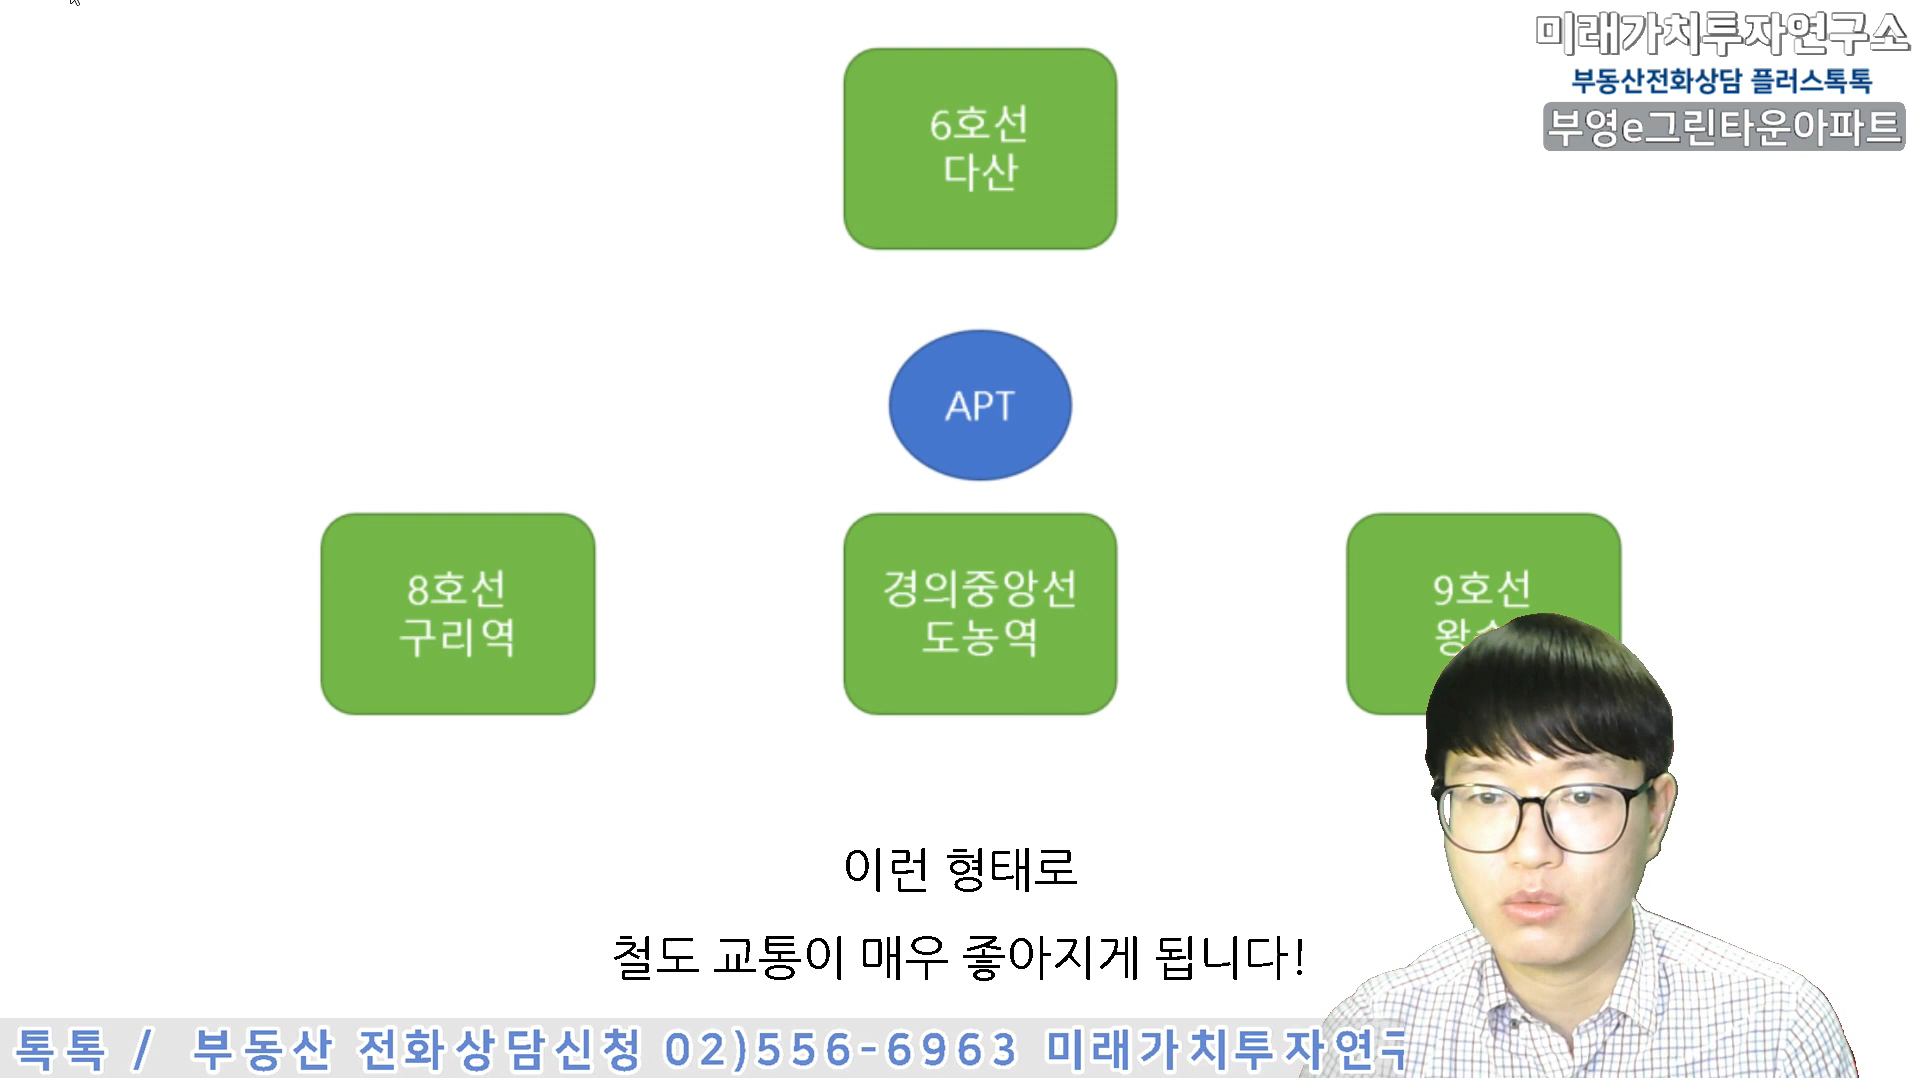 미래가치투자연구소
부동산전화상담 플러스톡톡
부영e그린타운아파트
6호선
다산
APT
8호선
구리역
경의중앙선
도농역
9호선
이런 형태로
철도 교통이 매우 좋아지게 됩니다!
톡톡 / 부동산 전화상담신청 02)556-6963 미래가치투자연